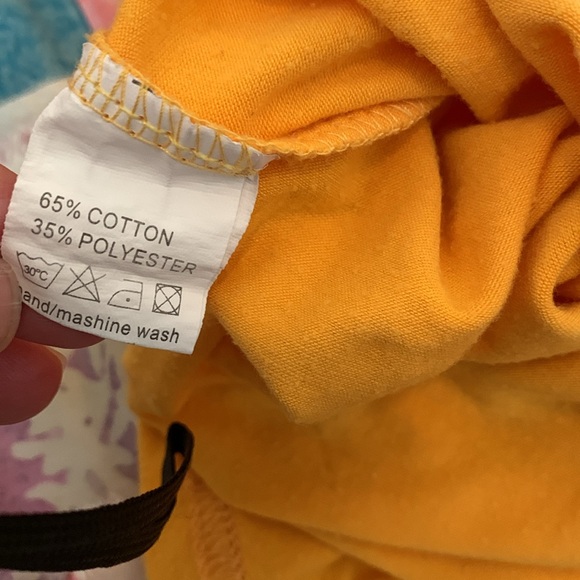 65% COTTON
35% POLYESTER
30°C
hand/mashine wash